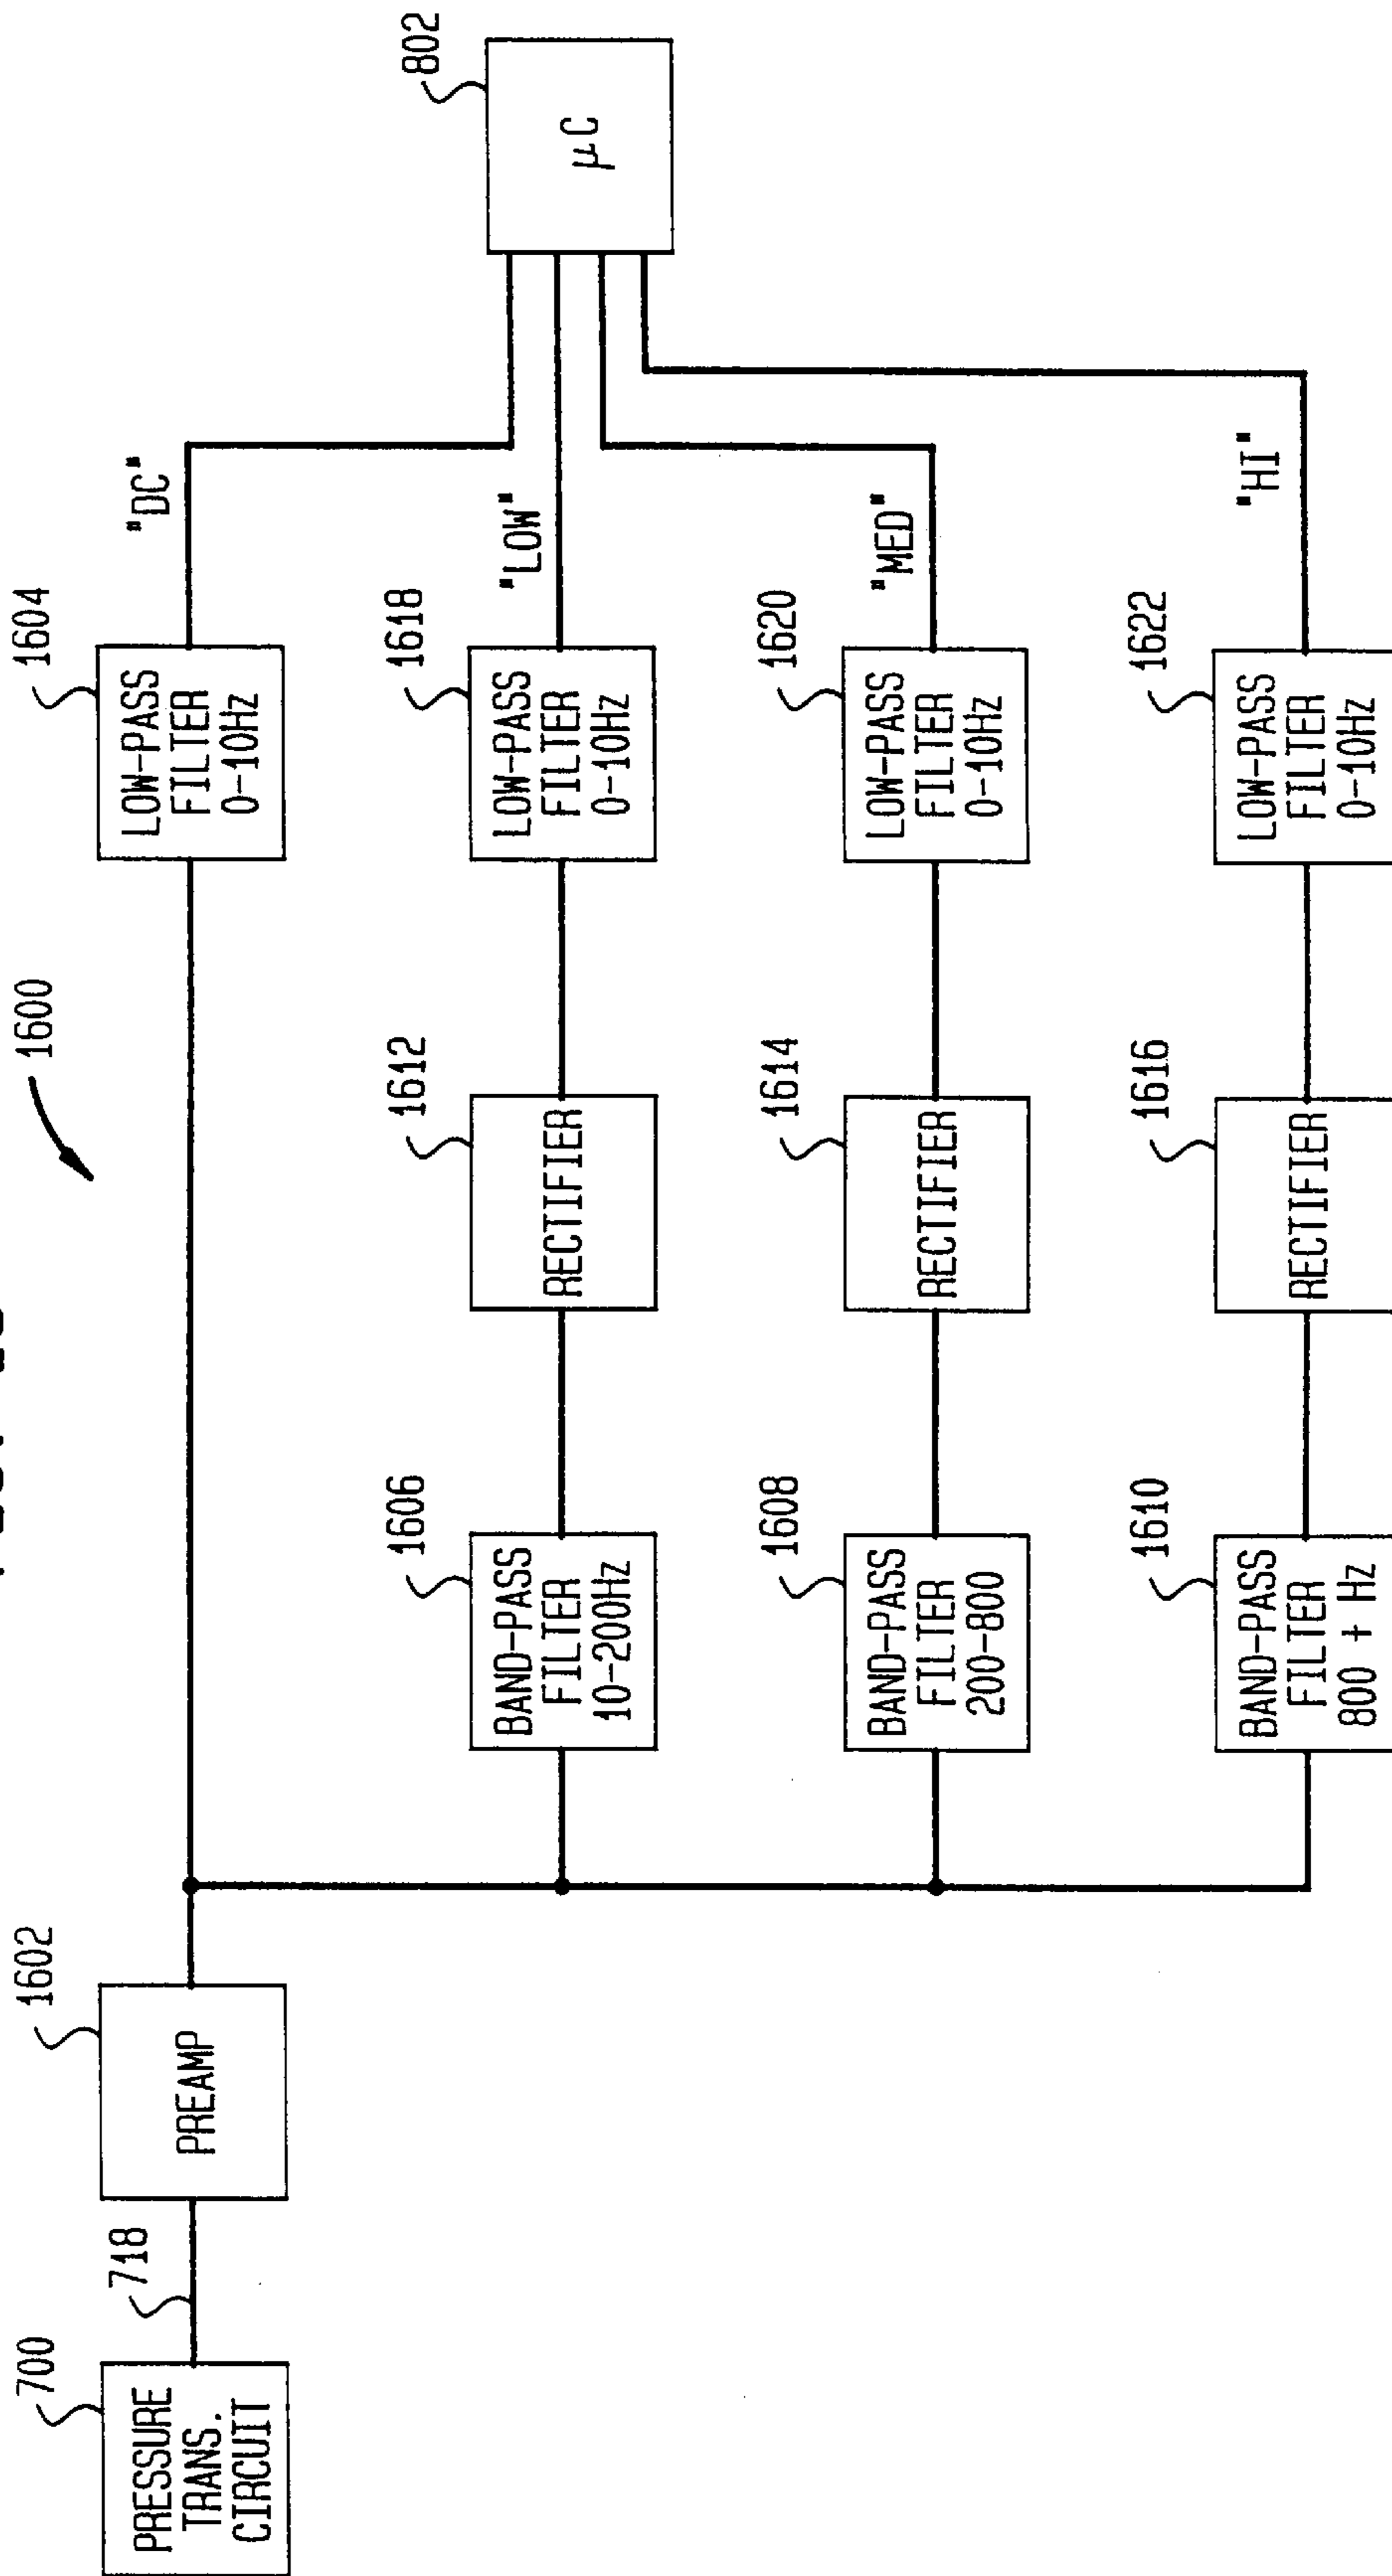 1600
700
PRESSURE
TRANS.
CIRCUIT
718
1602
PREAMP
1604
LOW-PASS
FILTER
0-10Hz
"DC"
1606
BAND-PASS
FILTER
10-200Hz
1612
RECTIFIER
1618
LOW-PASS
FILTER
0-10Hz
"LOW"
802
μC
1608
BAND-PASS
FILTER
200-800
1614
RECTIFIER
1620
LOW-PASS
FILTER
0-10Hz
"MED"
1610
BAND-PASS
FILTER
800 + Hz
1616
RECTIFIER
1622
LOW-PASS
FILTER
0-10Hz
"HI"